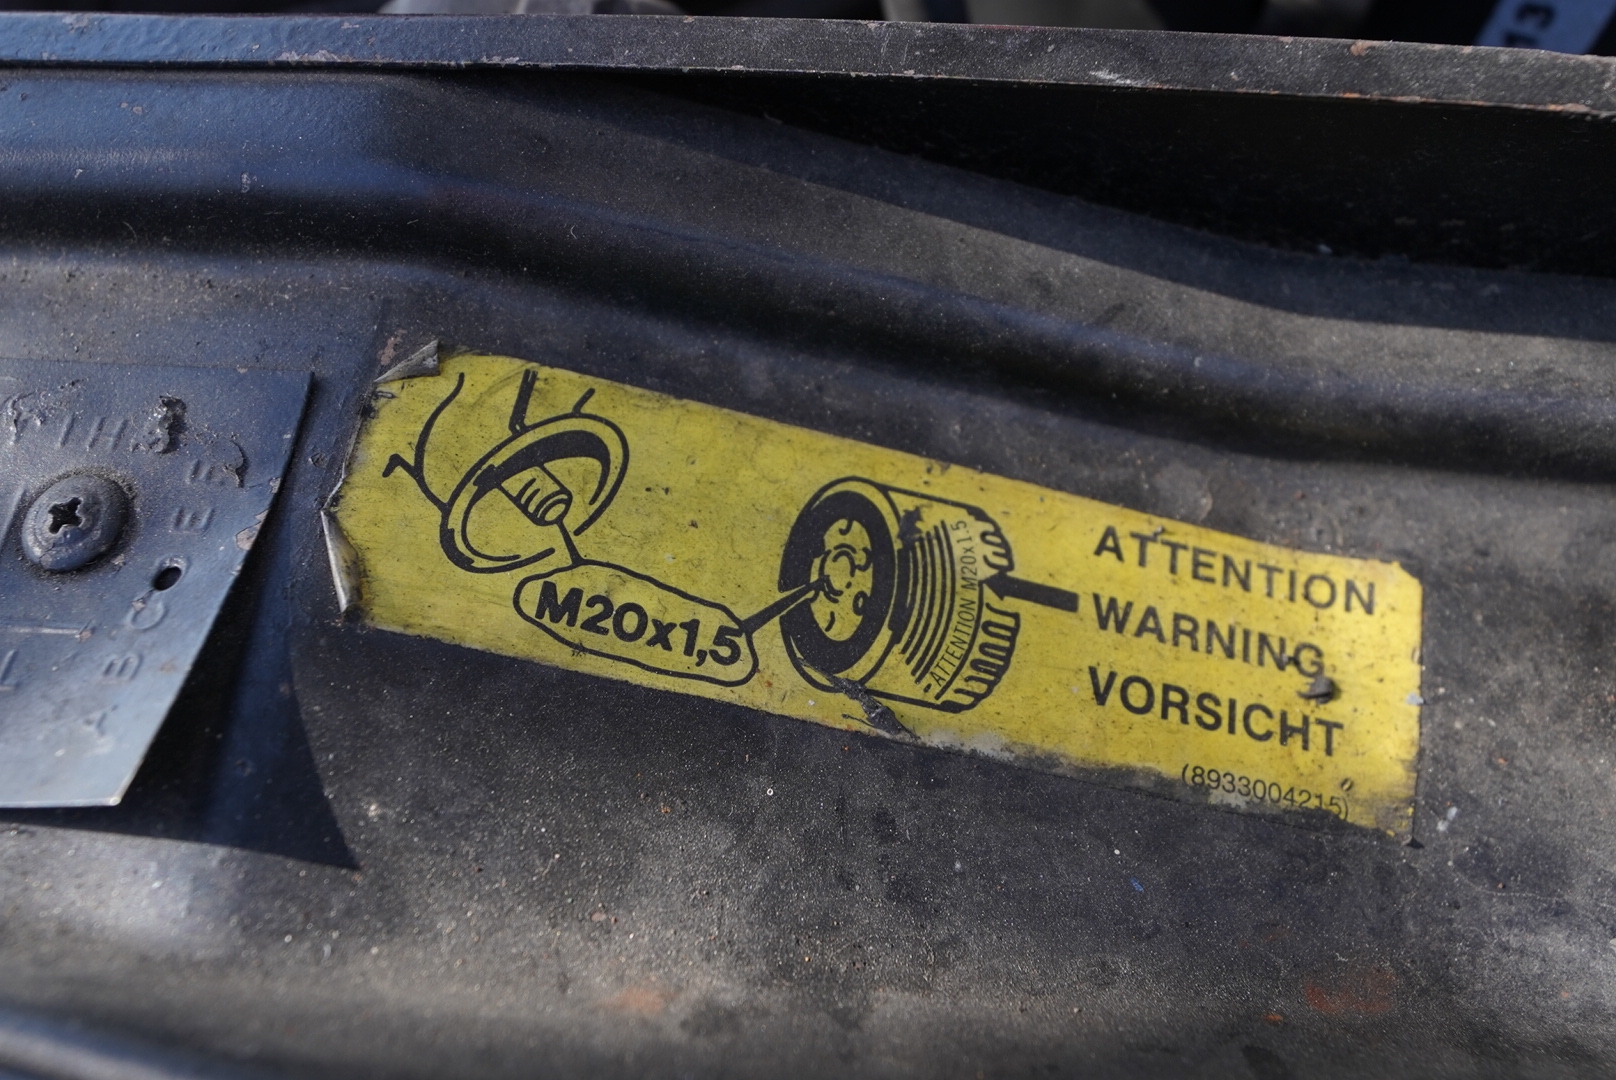 M20x1,5
ATTENTION M20x1.5
ATTENTION
WARNING
VORSICHT
(8933004215)